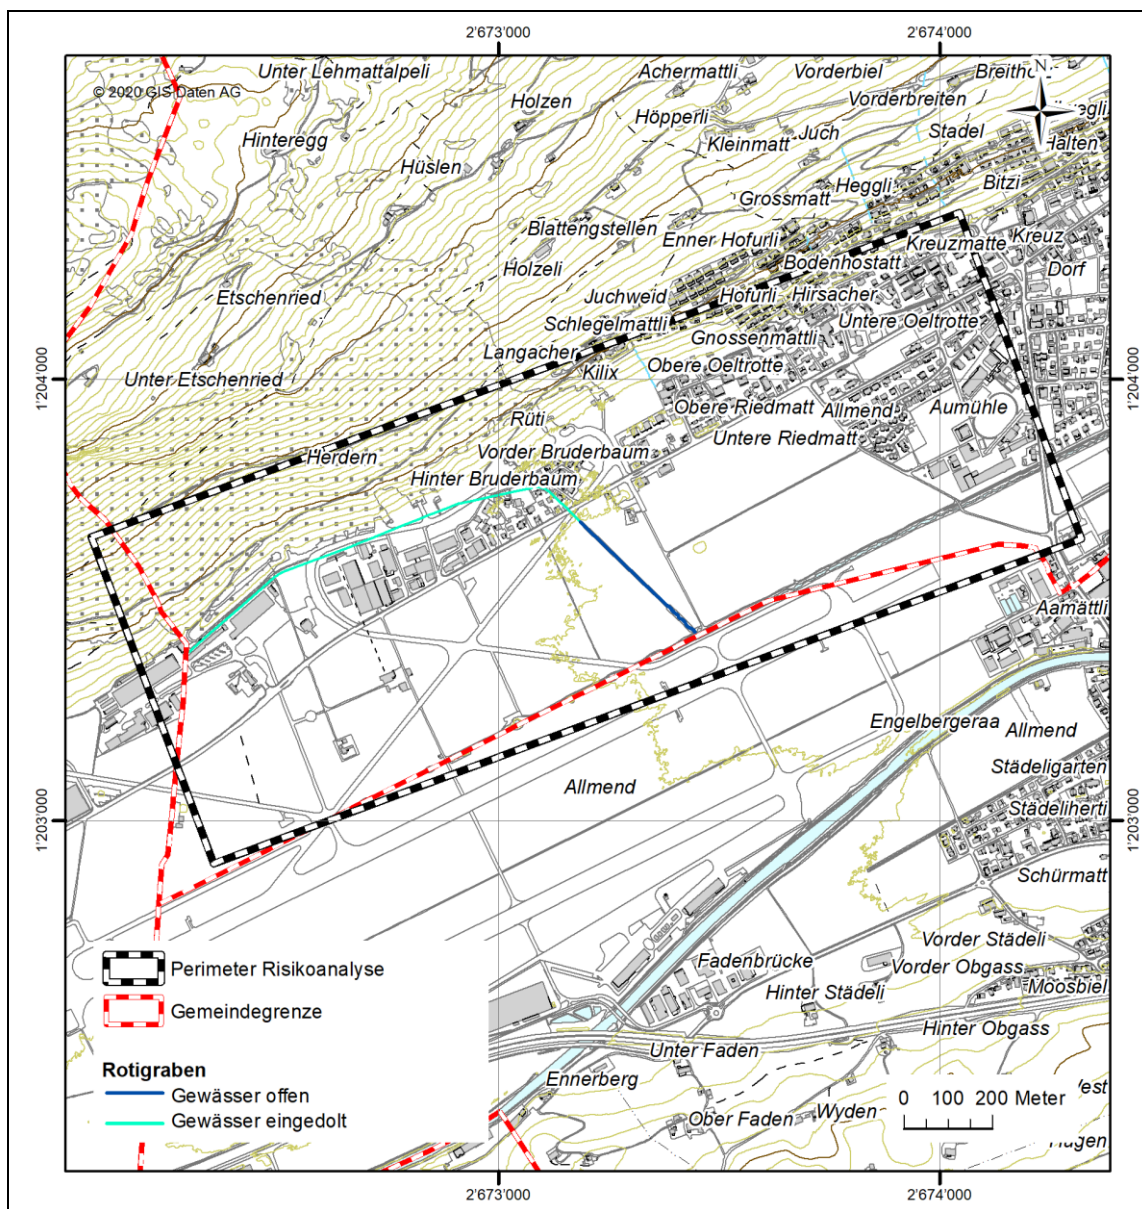 2'673'000
2'674'000
Unter Lehmattalpeli
Achermattli
Vorderbiel
N
© 2020 GIS Daten AG
Holzen
Vorderbreiten
Höpperli
Juch
Stadel
Hinteregg
Kleinmatt
Halten
Hüslen
Heggli
Bitzi
Grossmatt
Blattengstellen
Enner Hofurli
Kreuzmatte
Kreuz
Holzeli
Bodenhostatt
Dorf
Etschenried
Juchweid
Hofurli
Hirsacher
Schlegelmattli
Untere Oeltrotte
Gnossenmattli
Langacher
1'204'000
Unter Etschenried
Kilix
Obere Oeltrotte
1'204'000
Obere Riedmatt
Allmend
Aumühle
Rüti
Untere Riedmatt
Herdern
Vorder Bruderbaum
Hinter Bruderbaum
Aamättli
Engelbergeraa
Allmend
Städeligarten
Allmend
Städeliherti
1'203'000
1'203'000
Schürmatt
Vorder Städeli
Perimeter Risikoanalyse
Fadenbrücke
Vorder Obgass
Hinter Städeli
Moosbiel
Gemeindegrenze
Hinter Obgass
Unter Faden
Rotigraben
Ennerberg
Gewässer offen
0 100 200 Meter
Gewässer eingedolt
Ober Faden
Wyden
2'673'000
2'674'000